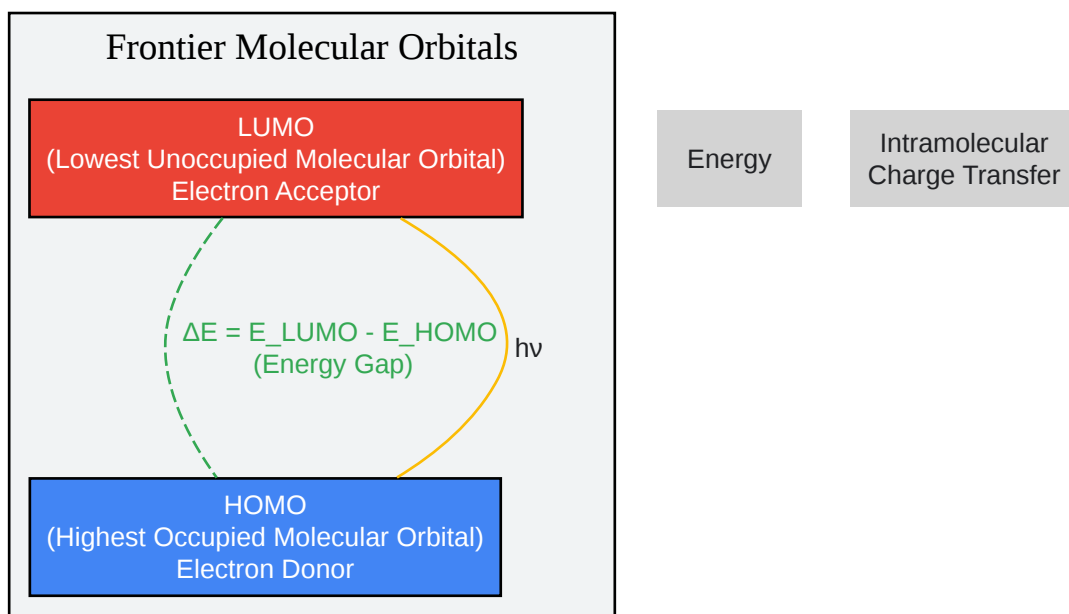 Frontier Molecular Orbitals
LUMO
(Lowest Unoccupied Molecular Orbital)
Electron Acceptor
Energy
Intramolecular
Charge Transfer
ΔE = E_LUMO - E_HOMO
(Energy Gap)
hν
HOMO
(Highest Occupied Molecular Orbital)
Electron Donor